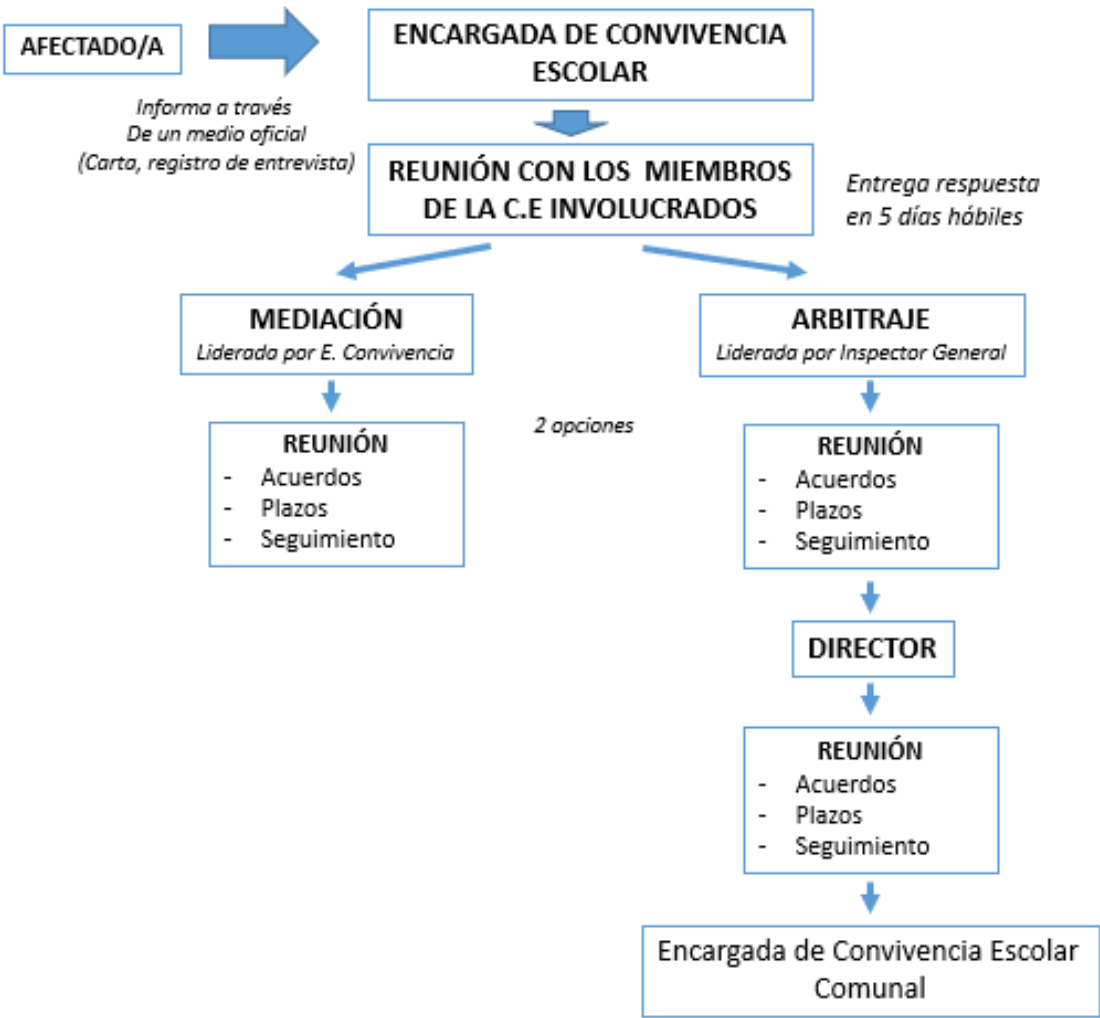 AFECTADO/A
ENCARGADA DE CONVIVENCIA
ESCOLAR
Informa a través
De un medio oficial
(Carta, registro de entrevista)
REUNIÓN CON LOS MIEMBROS
DE LA C.E INVOLUCRADOS
Entrega respuesta
en 5 días hábiles
MEDIACIÓN
Liderada por E. Convivencia
ARBITRAJE
Liderada por Inspector General
2 opciones
REUNIÓN
- Acuerdos
- Plazos
- Seguimiento
REUNIÓN
- Acuerdos
- Plazos
- Seguimiento
DIRECTOR
REUNIÓN
- Acuerdos
- Plazos
- Seguimiento
Encargada de Convivencia Escolar
Comunal